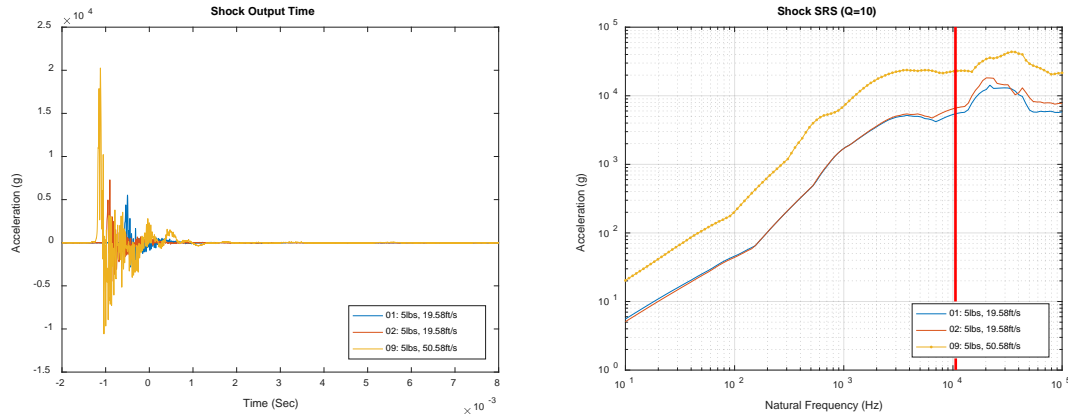 Shock Output Time
× 10^4
2.5
2
1.5
1
0.5
0
-0.5
-1
-1.5
Acceleration (g)
01: 5lbs, 19.58ft/s
02: 5lbs, 19.58ft/s
09: 5lbs, 50.58ft/s
-2 -1 0 1 2 3 4 5 6 7 8
Time (Sec)
× 10^-3
Shock SRS (Q=10)
10^5
10^4
10^3
10^2
10^1
10^0
Acceleration (g)
01: 5lbs, 19.58ft/s
02: 5lbs, 19.58ft/s
09: 5lbs, 50.58ft/s
10^1 10^2 10^3 10^4 10^5
Natural Frequency (Hz)